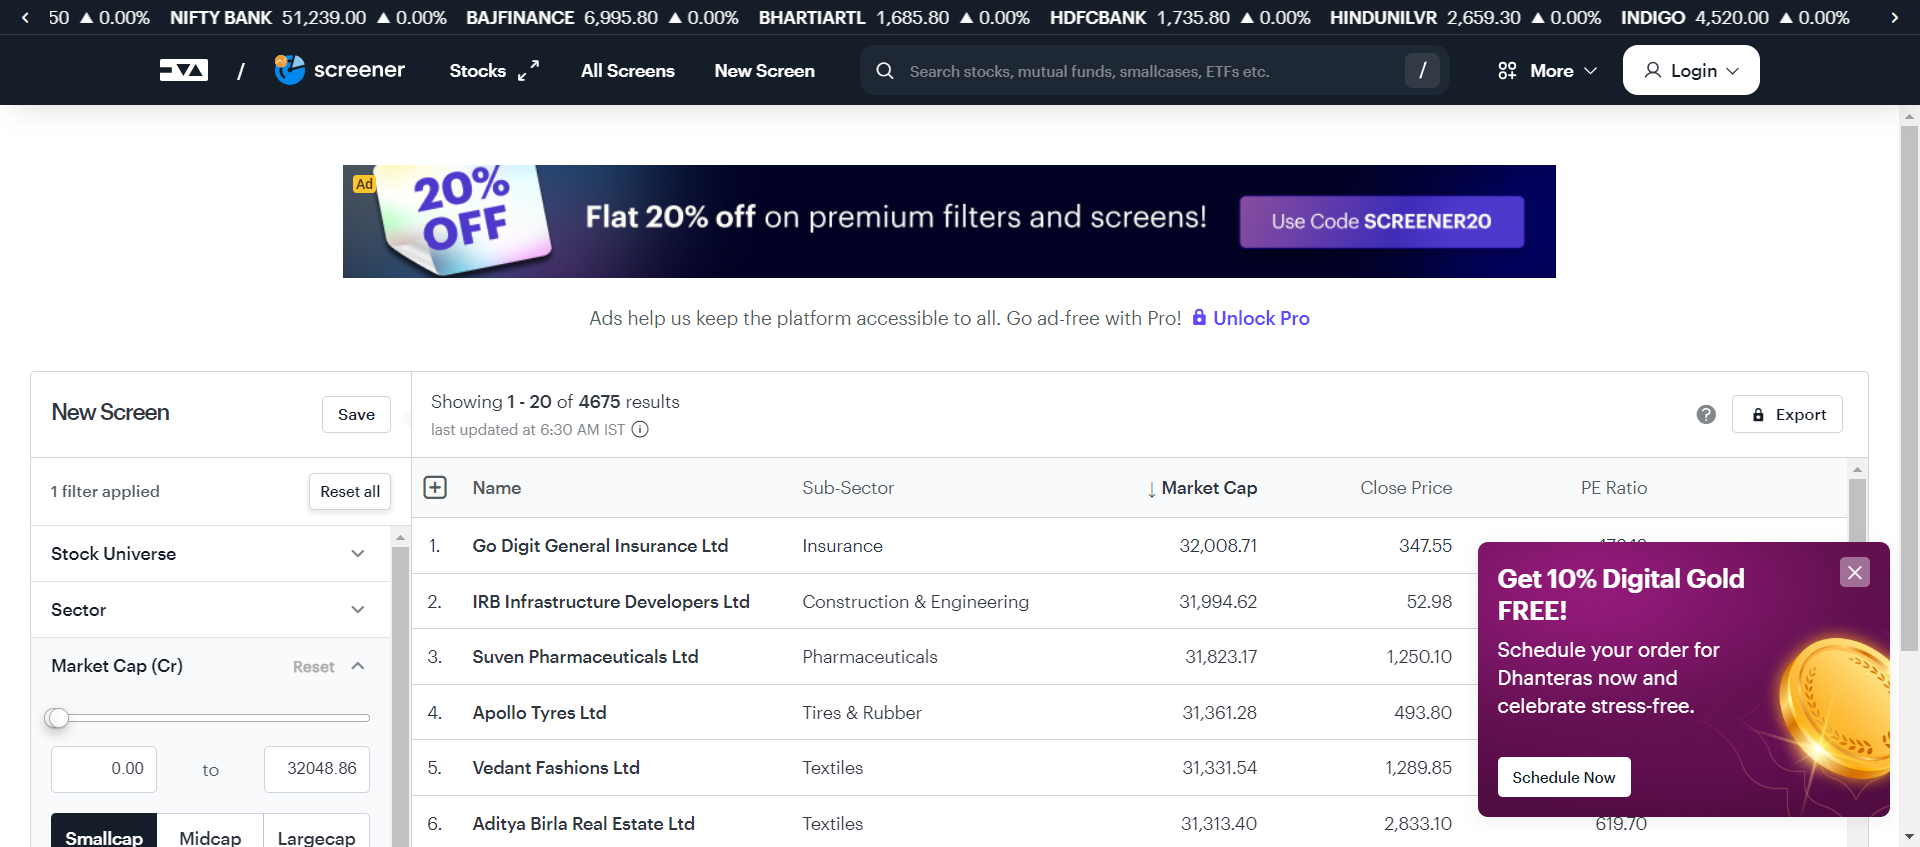 50 ▲ 0.00% NIFTY BANK 51,239.00 ▲ 0.00% BAJFINANCE 6,995.80 ▲ 0.00% BHARTIARTL 1,685.80 ▲ 0.00% HDFCBANK 1,735.80 ▲ 0.00% HINDUNILVR 2,659.30 ▲ 0.00% INDIGO 4,520.00 ▲ 0.00%
/ screener Stocks All Screens New Screen Search stocks, mutual funds, smallcases, ETFs etc. / More Login
Ad
20% OFF
Flat 20% off on premium filters and screens!
Use Code SCREENER20
Ads help us keep the platform accessible to all. Go ad-free with Pro! Unlock Pro
New Screen Save
Showing 1 - 20 of 4675 results
last updated at 6:30 AM IST
? Export
1 filter applied Reset all
Stock Universe
Sector
Market Cap (Cr) Reset
0.00 to 32048.86
Smallcap Midcap Largecap
Name Sub-Sector ↓ Market Cap Close Price PE Ratio
1. Go Digit General Insurance Ltd Insurance 32,008.71 347.55
2. IRB Infrastructure Developers Ltd Construction & Engineering 31,994.62 52.98
3. Suven Pharmaceuticals Ltd Pharmaceuticals 31,823.17 1,250.10
4. Apollo Tyres Ltd Tires & Rubber 31,361.28 493.80
5. Vedant Fashions Ltd Textiles 31,331.54 1,289.85
6. Aditya Birla Real Estate Ltd Textiles 31,313.40 2,833.10 619.70
Get 10% Digital Gold
FREE!
Schedule your order for
Dhanteras now and
celebrate stress-free.
Schedule Now